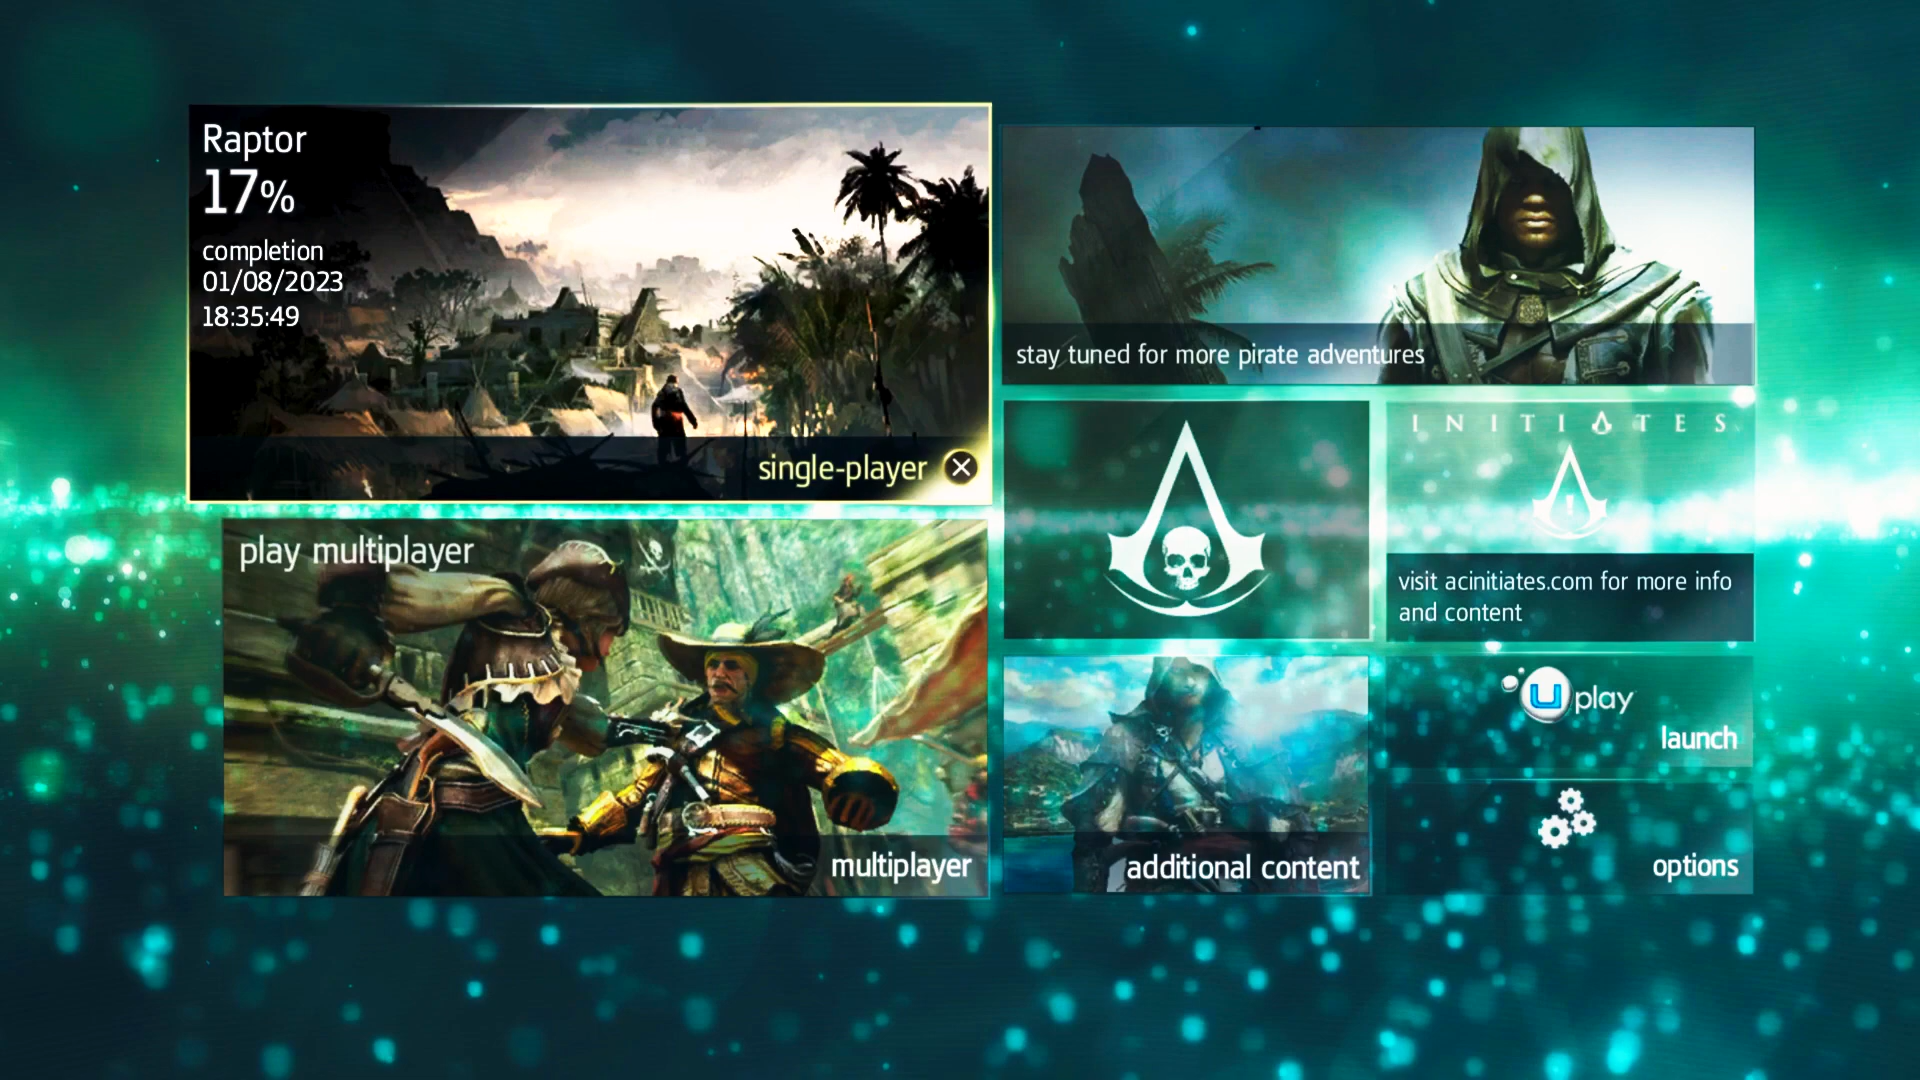 Raptor
17%
completion
01/08/2023
18:35:49
single-player
play multiplayer
multiplayer
stay tuned for more pirate adventures
INITIATES
visit acinitiates.com for more info
and content
additional content
U play
launch
options